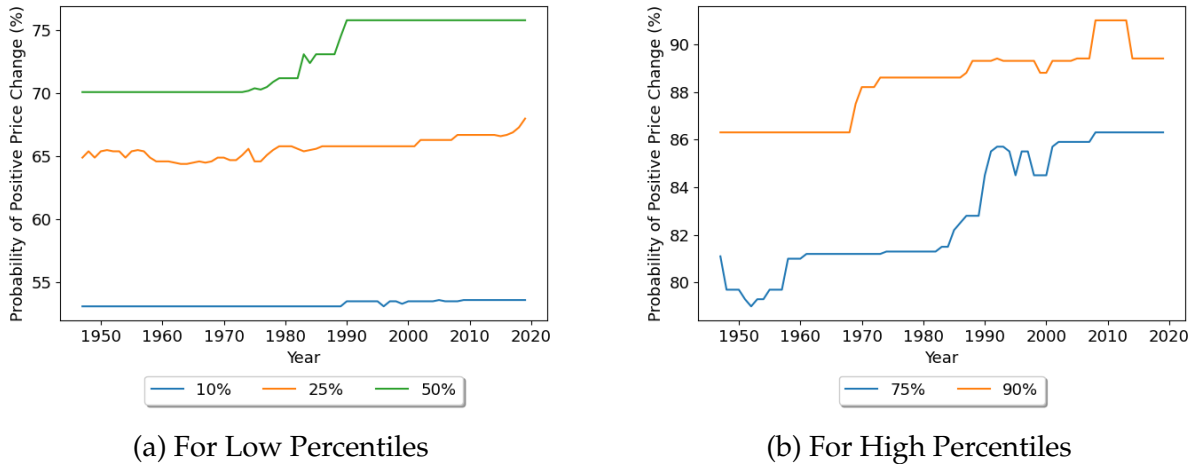 Probability of Positive Price Change (%)
75
70
65
60
55
1950 1960 1970 1980 1990 2000 2010 2020
Year
10% 25% 50%
(a) For Low Percentiles
Probability of Positive Price Change (%)
90
88
86
84
82
80
1950 1960 1970 1980 1990 2000 2010 2020
Year
75% 90%
(b) For High Percentiles